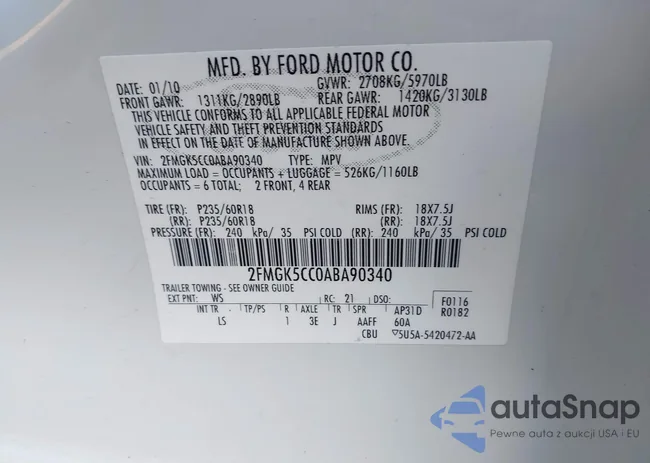 MFD. BY FORD MOTOR CO.
DATE: 01/10 GVWR: 2708KG/5970LB
FRONT GAWR: 1311KG/2890LB REAR GAWR: 1420KG/3130LB
THIS VEHICLE CONFORMS TO ALL APPLICABLE FEDERAL MOTOR
VEHICLE SAFETY AND THEFT PREVENTION STANDARDS
IN EFFECT ON THE DATE OF MANUFACTURE SHOWN ABOVE.
VIN: 2FMGK5CC0ABA90340 TYPE: MPV
MAXIMUM LOAD = OCCUPANTS + LUGGAGE = 526KG/1160LB
OCCUPANTS = 6 TOTAL; 2 FRONT, 4 REAR
TIRE (FR): P235/60R18 RIMS (FR): 18X7.5J
(RR): P235/60R18 (RR): 18X7.5J
PRESSURE (FR): 240 kPa/ 35 PSI COLD (RR): 240 kPa/ 35 PSI COLD
2FMGK5CC0ABA90340
TRAILER TOWING - SEE OWNER GUIDE
EXT PNT: WS RC: 21 DSO: F0116
INT TR TP/PS R AXLE TR SPR AP31D R0182
LS 1 3E J AAFF 60A
CBU ▽5U5A-5420472-AA
autaSnap
Pewne auta z aukcji USA i EU